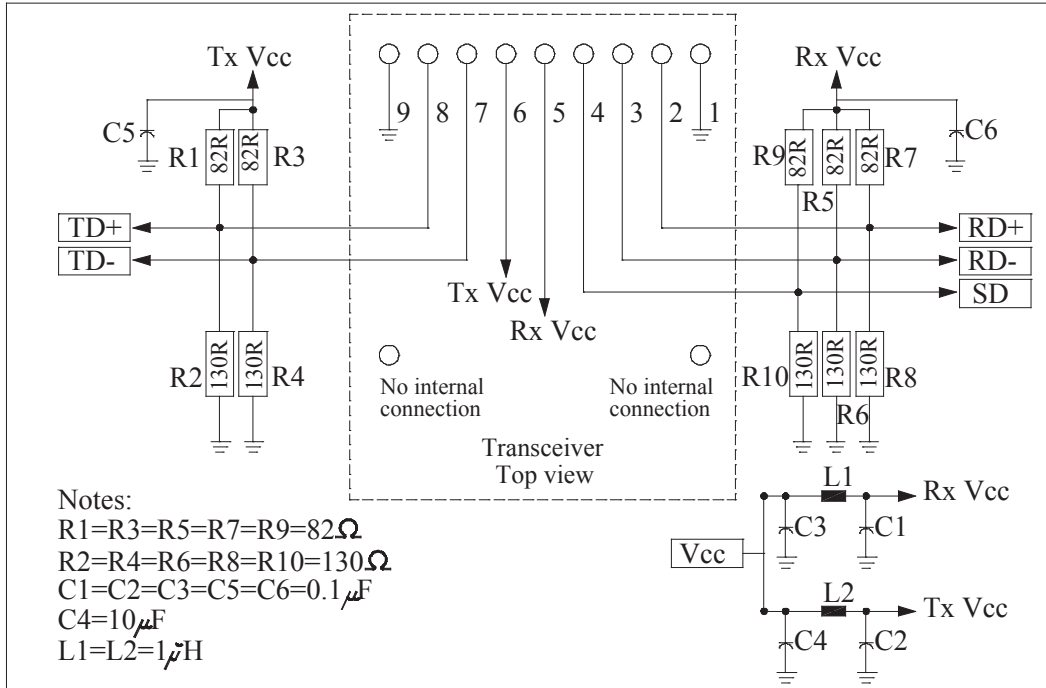 Tx Vcc
Rx Vcc
9 8 7 6 5 4 3 2 1
C5
R1
82R
82R
R3
R9
82R
82R
82R
R7
C6
R5
TD+
TD-
RD+
RD-
SD
Tx Vcc
Rx Vcc
R2
130R
130R
R4
R10
130R
130R
130R
R8
R6
No internal
connection
No internal
connection
Transceiver
Top view
Notes:
R1=R3=R5=R7=R9=82Ω
R2=R4=R6=R8=R10=130Ω
C1=C2=C3=C5=C6=0.1μF
C4=10μF
L1=L2=1μH
L1
Rx Vcc
C3
C1
Vcc
L2
Tx Vcc
C4
C2